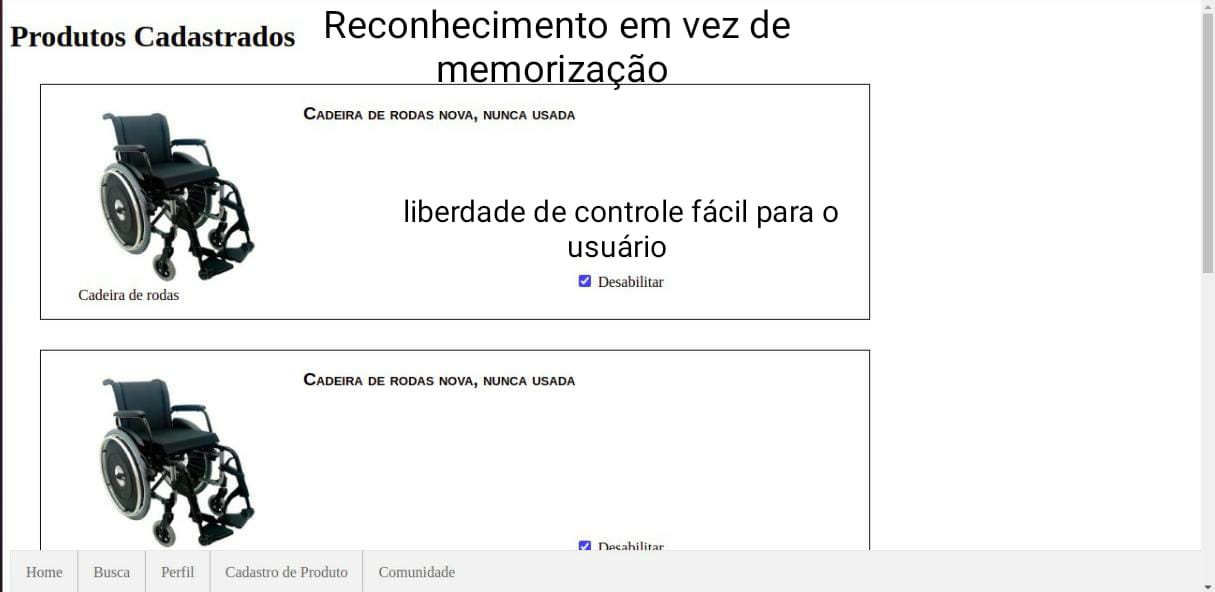 Produtos Cadastrados
Reconhecimento em vez de
memorização
Cadeira de rodas nova, nunca usada
liberdade de controle fácil para o
usuário
Desabilitar
Cadeira de rodas
Cadeira de rodas nova, nunca usada
Desabilitar
Home Busca Perfil Cadastro de Produto Comunidade